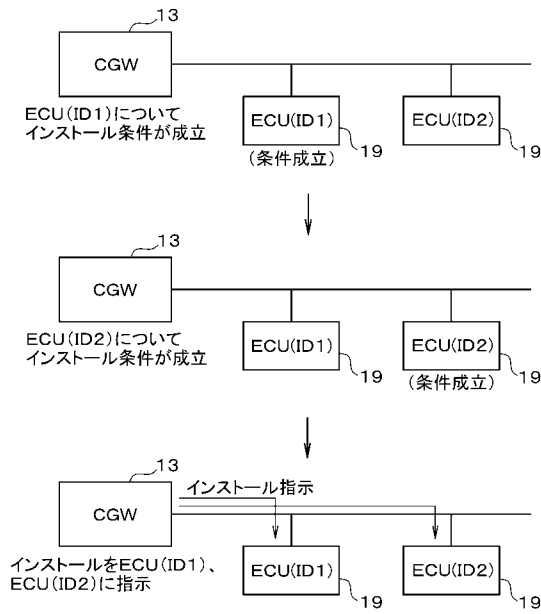 13
CGW
ECU(ID1)について
インストール条件が成立
ECU(ID1)
19
(条件成立)
ECU(ID2)
19
13
CGW
ECU(ID2)について
インストール条件が成立
ECU(ID1)
19
ECU(ID2)
19
(条件成立)
13
インストール指示
CGW
インストールをECU(ID1)、
ECU(ID2)に指示
ECU(ID1)
19
ECU(ID2)
19